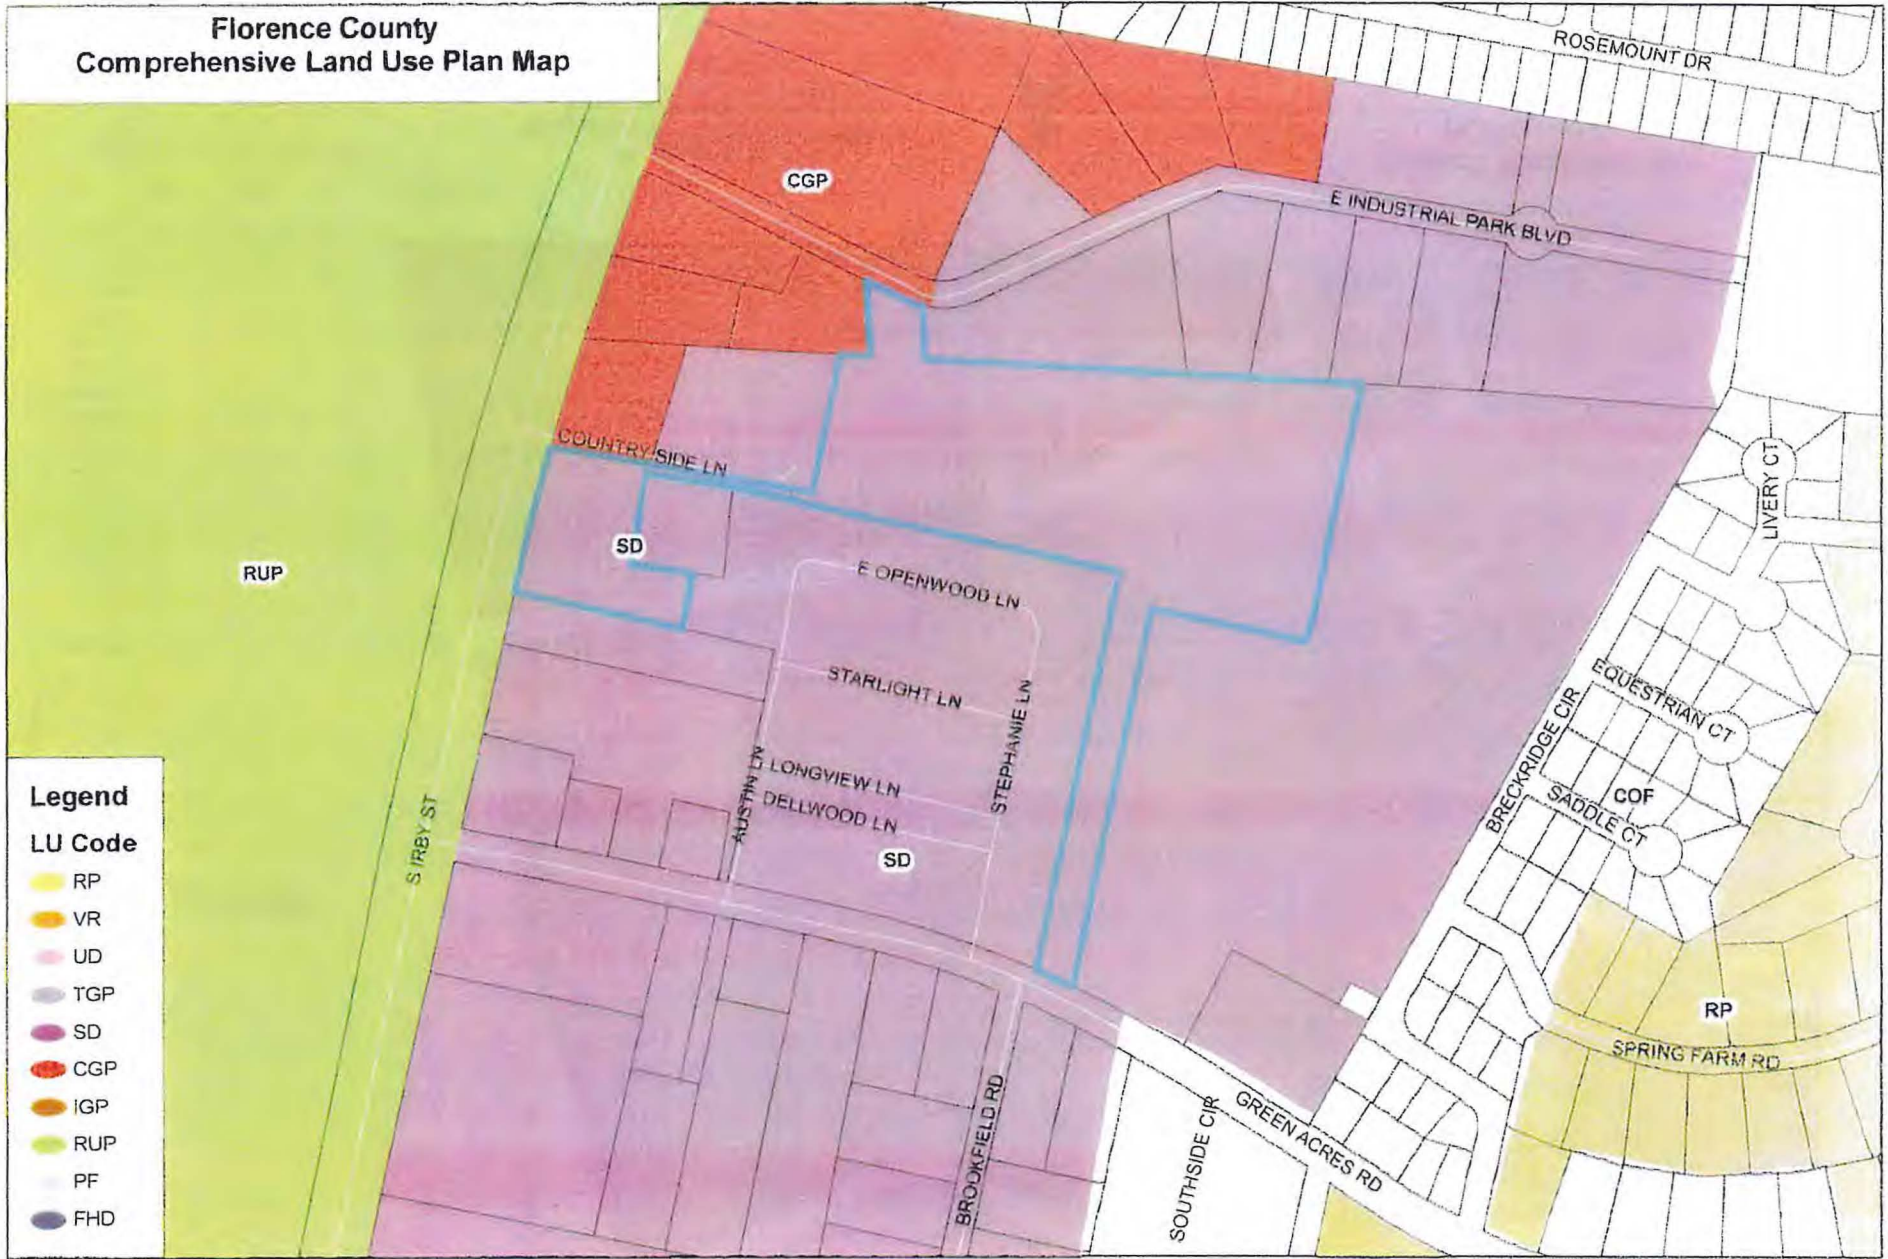 Florence County
Comprehensive Land Use Plan Map
ROSEMOUNT DR
CGP
E INDUSTRIAL PARK BLVD
COUNTRY SIDE LN
LIVERY CT
SD
RUP
E OPENWOOD LN
STARLIGHT LN
STEPHANIE LN
EQUESTRIAN CT
BRECKRIDGE CIR
AUSTIN LN
LONGVIEW LN
DELLWOOD LN
COF
SADDLE CT
S IRBY ST
SD
Legend
LU Code
RP
VR
UD
TGP
SD
CGP
IGP
RUP
PF
FHD
RP
SPRING FARM RD
BROOKFIELD RD
SOUTHSIDE CIR
GREEN ACRES RD